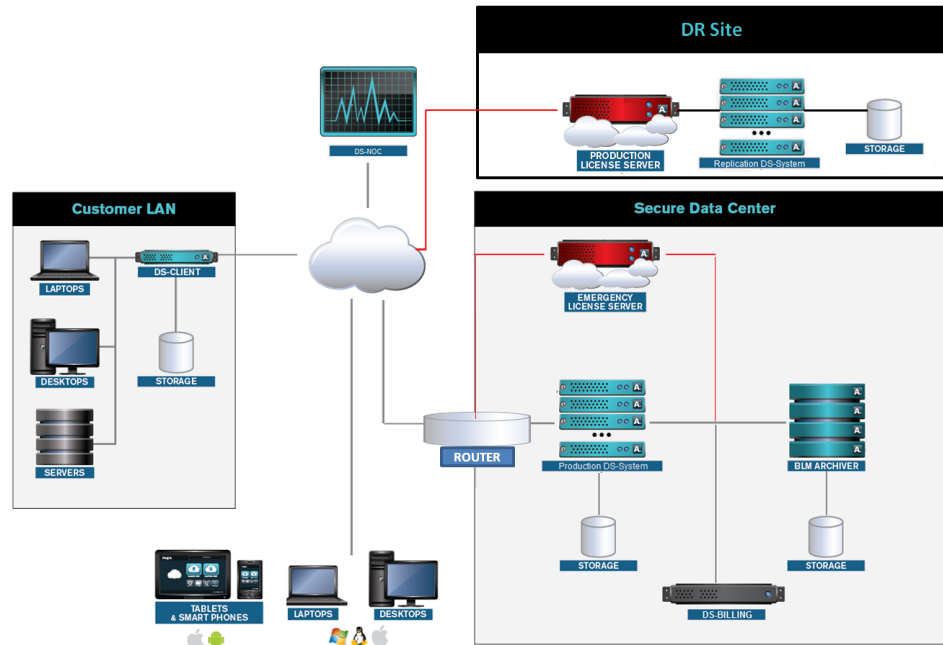 DR Site
DS-NOC
PRODUCTION
LICENSE SERVER
Replication DS-System
STORAGE
Customer LAN
LAPTOPS
DS-CLIENT
DESKTOPS
STORAGE
SERVERS
Secure Data Center
EMERGENCY
LICENSE SERVER
ROUTER
Production DS-System
BLM ARCHIVER
STORAGE
STORAGE
DS-BILLING
TABLETS
& SMART PHONES
LAPTOPS
DESKTOPS